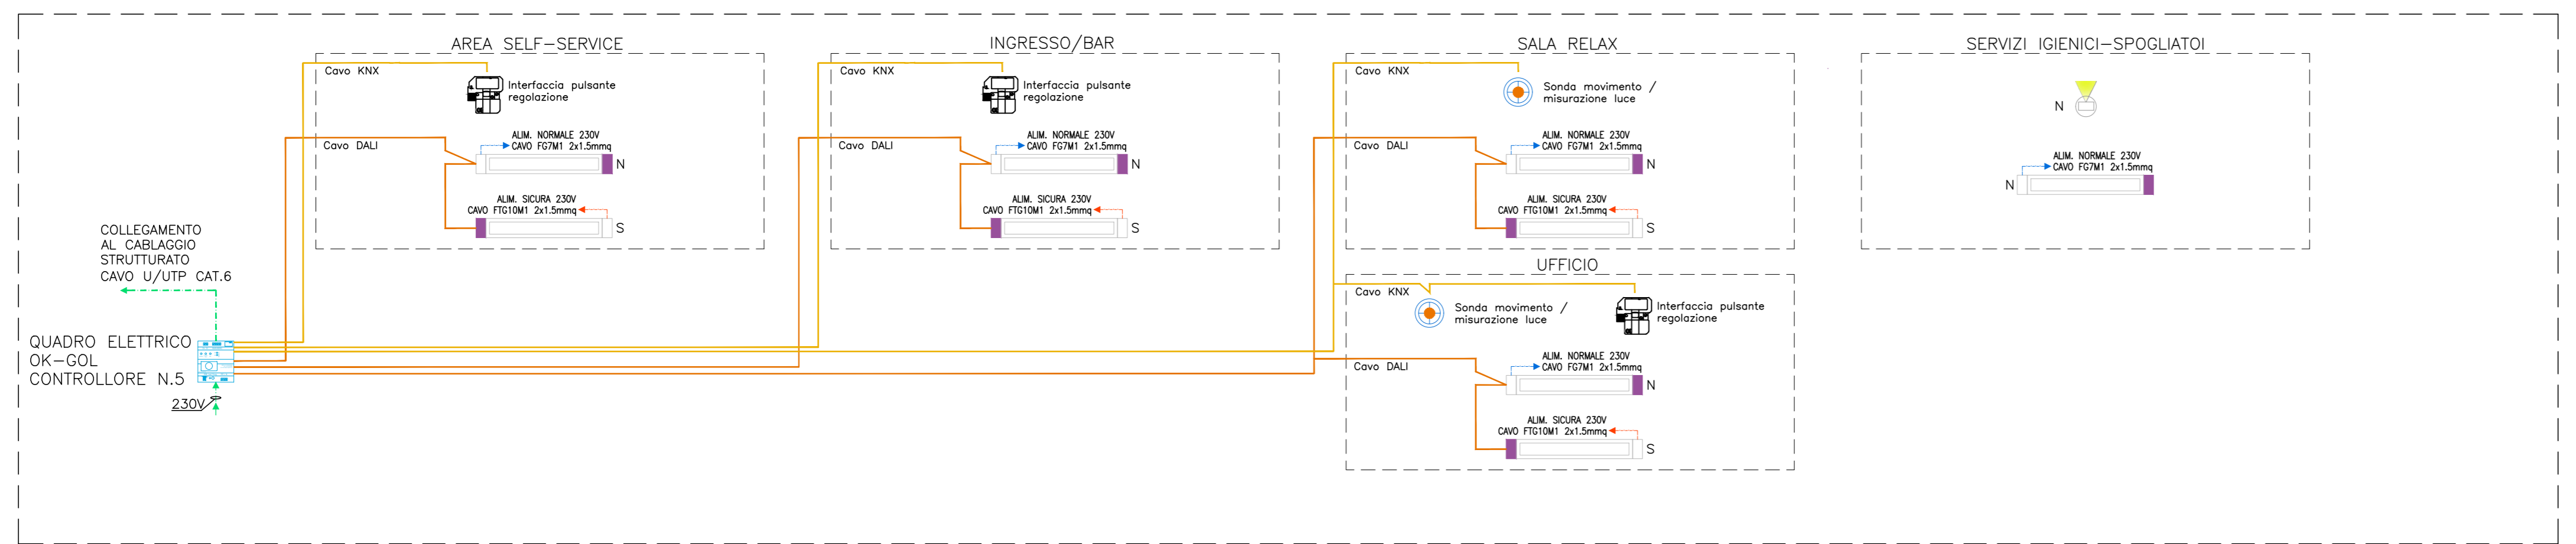 AREA SELF-SERVICE
Cavo KNX
Interfaccia pulsante
regolazione
Cavo DALI
ALIM. NORMALE 230V
CAVO FG7M1 2x1.5mmq
N
ALIM. SICURA 230V
CAVO FTG10M1 2x1.5mmq
S
INGRESSO/BAR
Cavo KNX
Interfaccia pulsante
regolazione
Cavo DALI
ALIM. NORMALE 230V
CAVO FG7M1 2x1.5mmq
N
ALIM. SICURA 230V
CAVO FTG10M1 2x1.5mmq
S
SALA RELAX
Cavo KNX
Sonda movimento /
misurazione luce
Cavo DALI
ALIM. NORMALE 230V
CAVO FG7M1 2x1.5mmq
N
ALIM. SICURA 230V
CAVO FTG10M1 2x1.5mmq
S
SERVIZI IGIENICI-SPOGLIATOI
N
ALIM. NORMALE 230V
CAVO FG7M1 2x1.5mmq
N
UFFICIO
Cavo KNX
Sonda movimento /
misurazione luce
Interfaccia pulsante
regolazione
Cavo DALI
ALIM. NORMALE 230V
CAVO FG7M1 2x1.5mmq
N
ALIM. SICURA 230V
CAVO FTG10M1 2x1.5mmq
S
COLLEGAMENTO
AL CABLAGGIO
STRUTTURATO
CAVO U/UTP CAT.6
QUADRO ELETTRICO
OK-GOL
CONTROLLORE N.5
230V